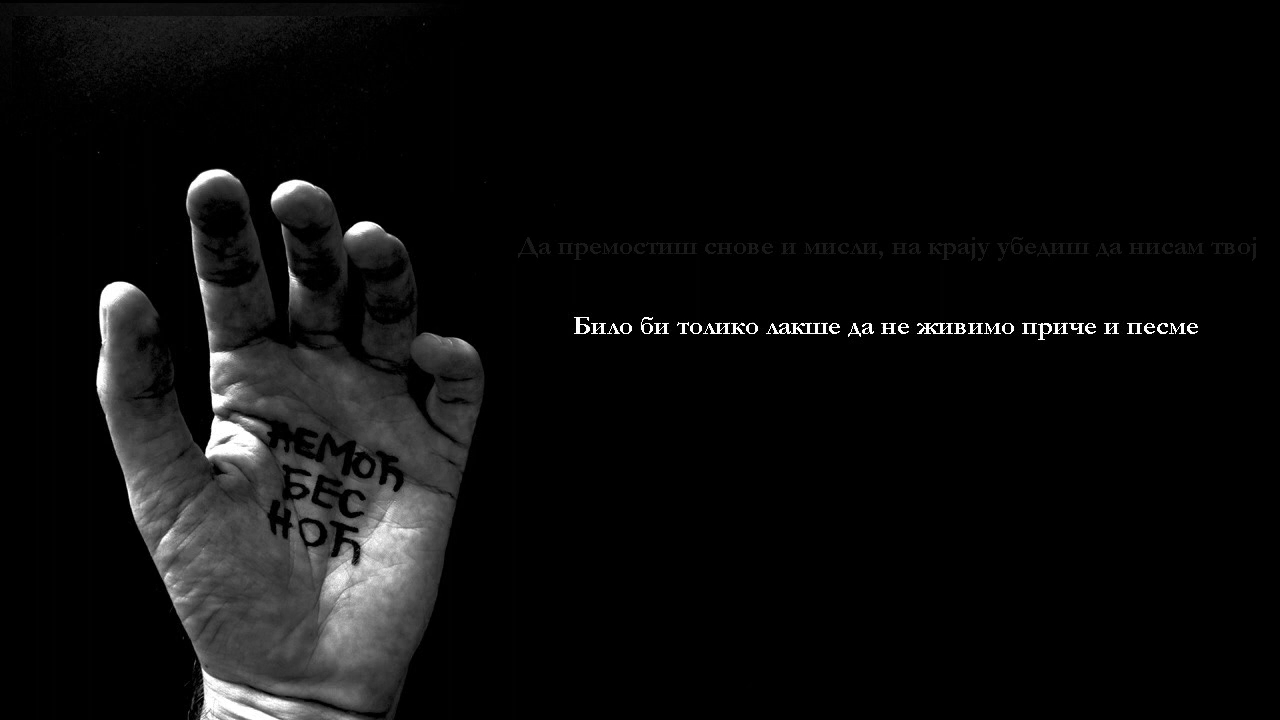 Да премостиш снове и мисли, на крају убедиш да нисам твој
Било би толико лакше да не живимо приче и песме
НЕМОЋ
БЕС
НОЋ